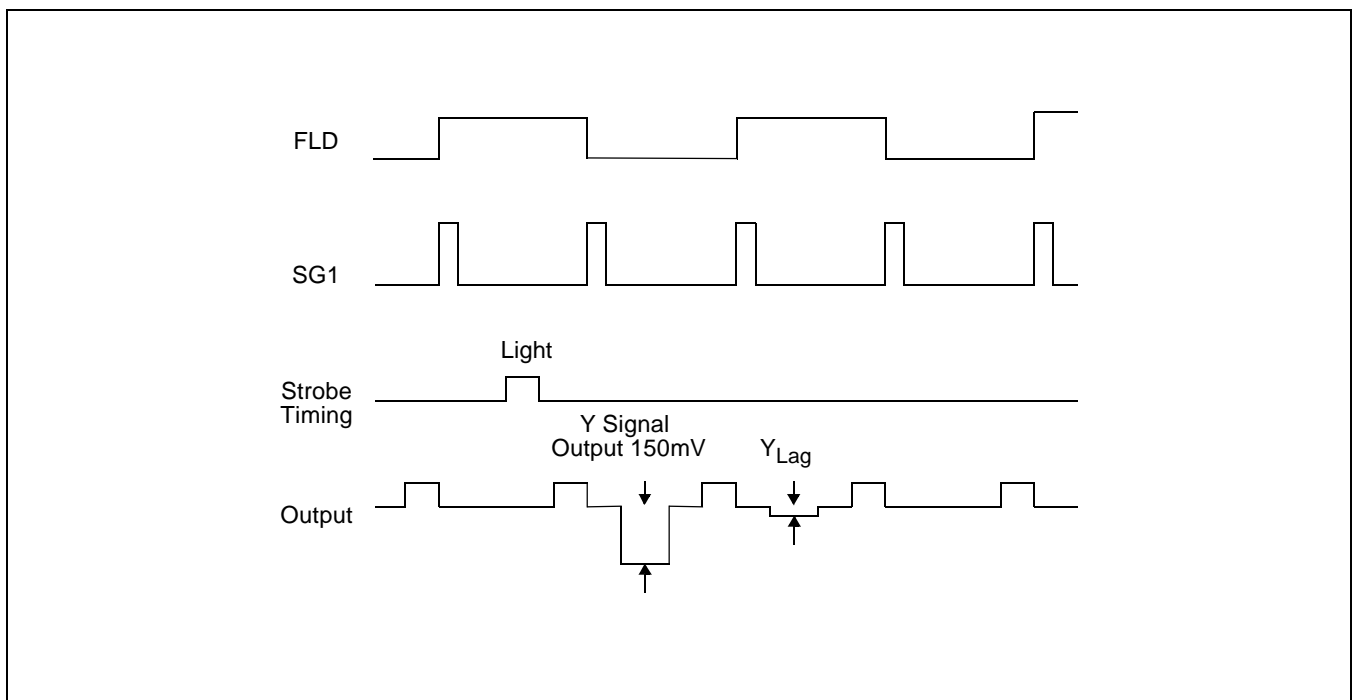 FLD
SG1
Light
Strobe
Timing
Y Signal
Output 150mV
YLag
Output